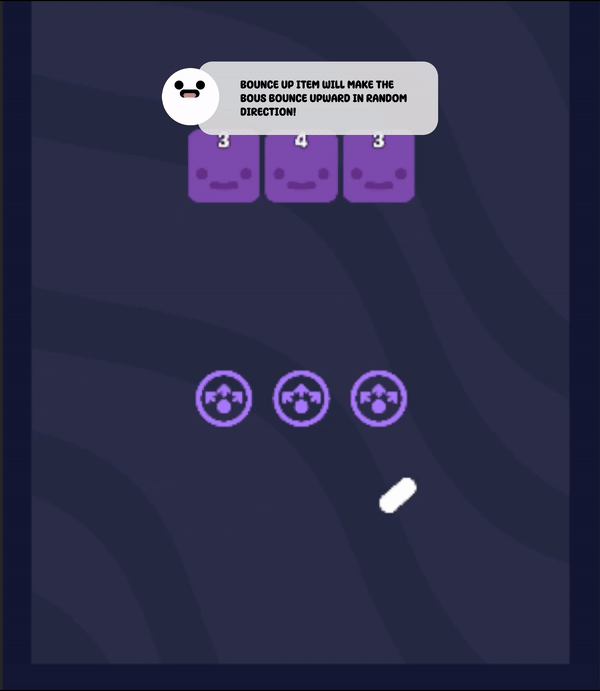 BOUNCE UP ITEM WILL MAKE THE
BOUS BOUNCE UPWARD IN RANDOM
DIRECTION!
3 4 3